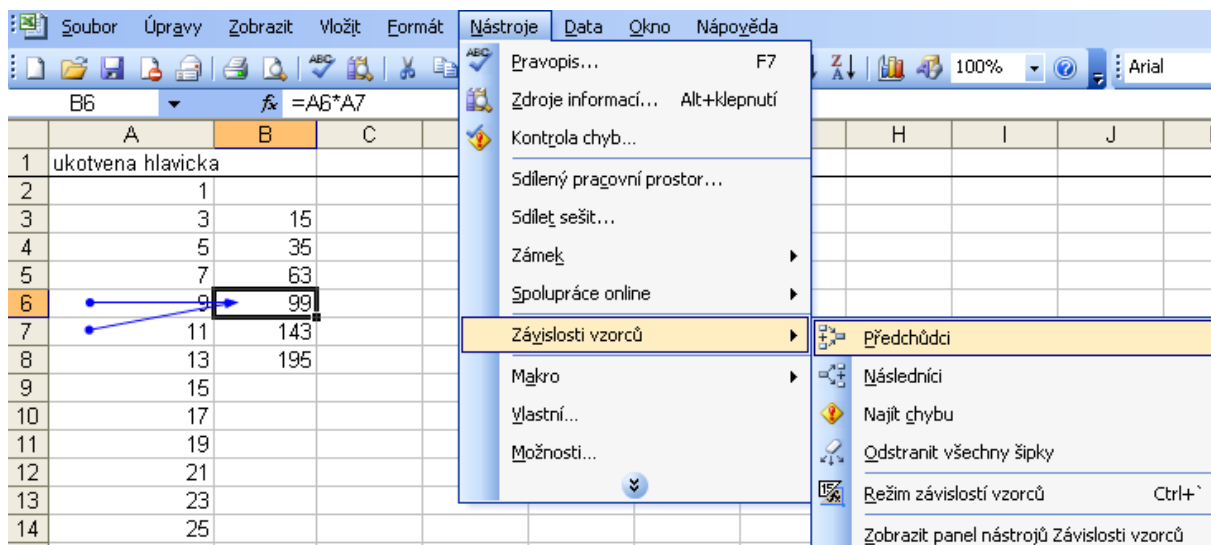 Soubor Úpravy Zobrazit Vložit Formát Nástroje Data Okno Nápověda
100% Arial
B6 fx =A6*A7
A B C H I J
1 ukotvena hlavicka
2 1
3 3 15
4 5 35
5 7 63
6 9 99
7 11 143
8 13 195
9 15
10 17
11 19
12 21
13 23
14 25
Pravopis... F7
Zdroje informací... Alt+klepnutí
Kontrola chyb...
Sdílený pracovní prostor...
Sdílet sešit...
Zámek
Spolupráce online
Závislosti vzorců
Makro
Vlastní...
Možnosti...
Předchůdci
Následníci
Najít chybu
Odstranit všechny šipky
Režim závislostí vzorců Ctrl+`
Zobrazit panel nástrojů Závislosti vzorců